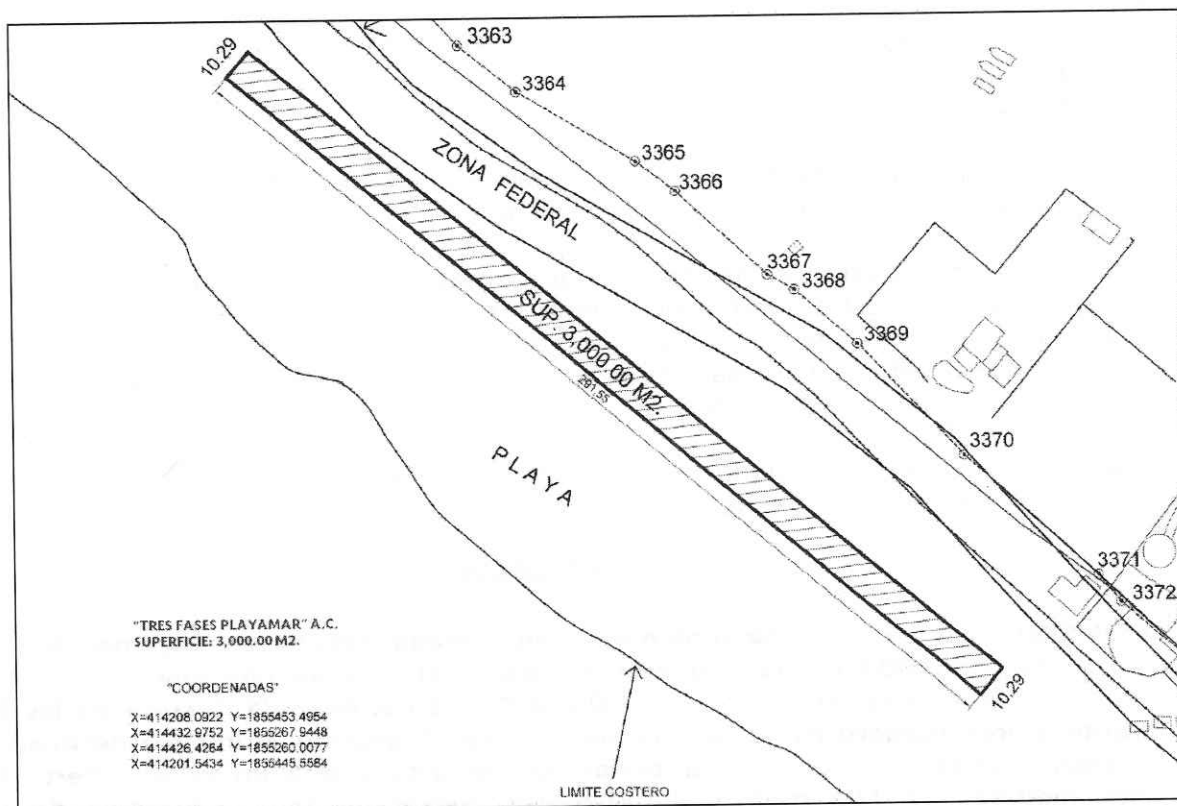 3363
10.29
3364
3365
3366
ZONA FEDERAL
3367
3368
3369
SUP. 3,000.00 M2.
291.55
3370
PLAYA
3371
3372
10.29
"TRES FASES PLAYAMAR" A.C.
SUPERFICIE: 3,000.00 M2.
"COORDENADAS"
X=414208.0922 Y=1855453.4954
X=414432.9752 Y=1855267.9448
X=414426.4264 Y=1855260.0077
X=414201.5434 Y=1855445.5584
LIMITE COSTERO